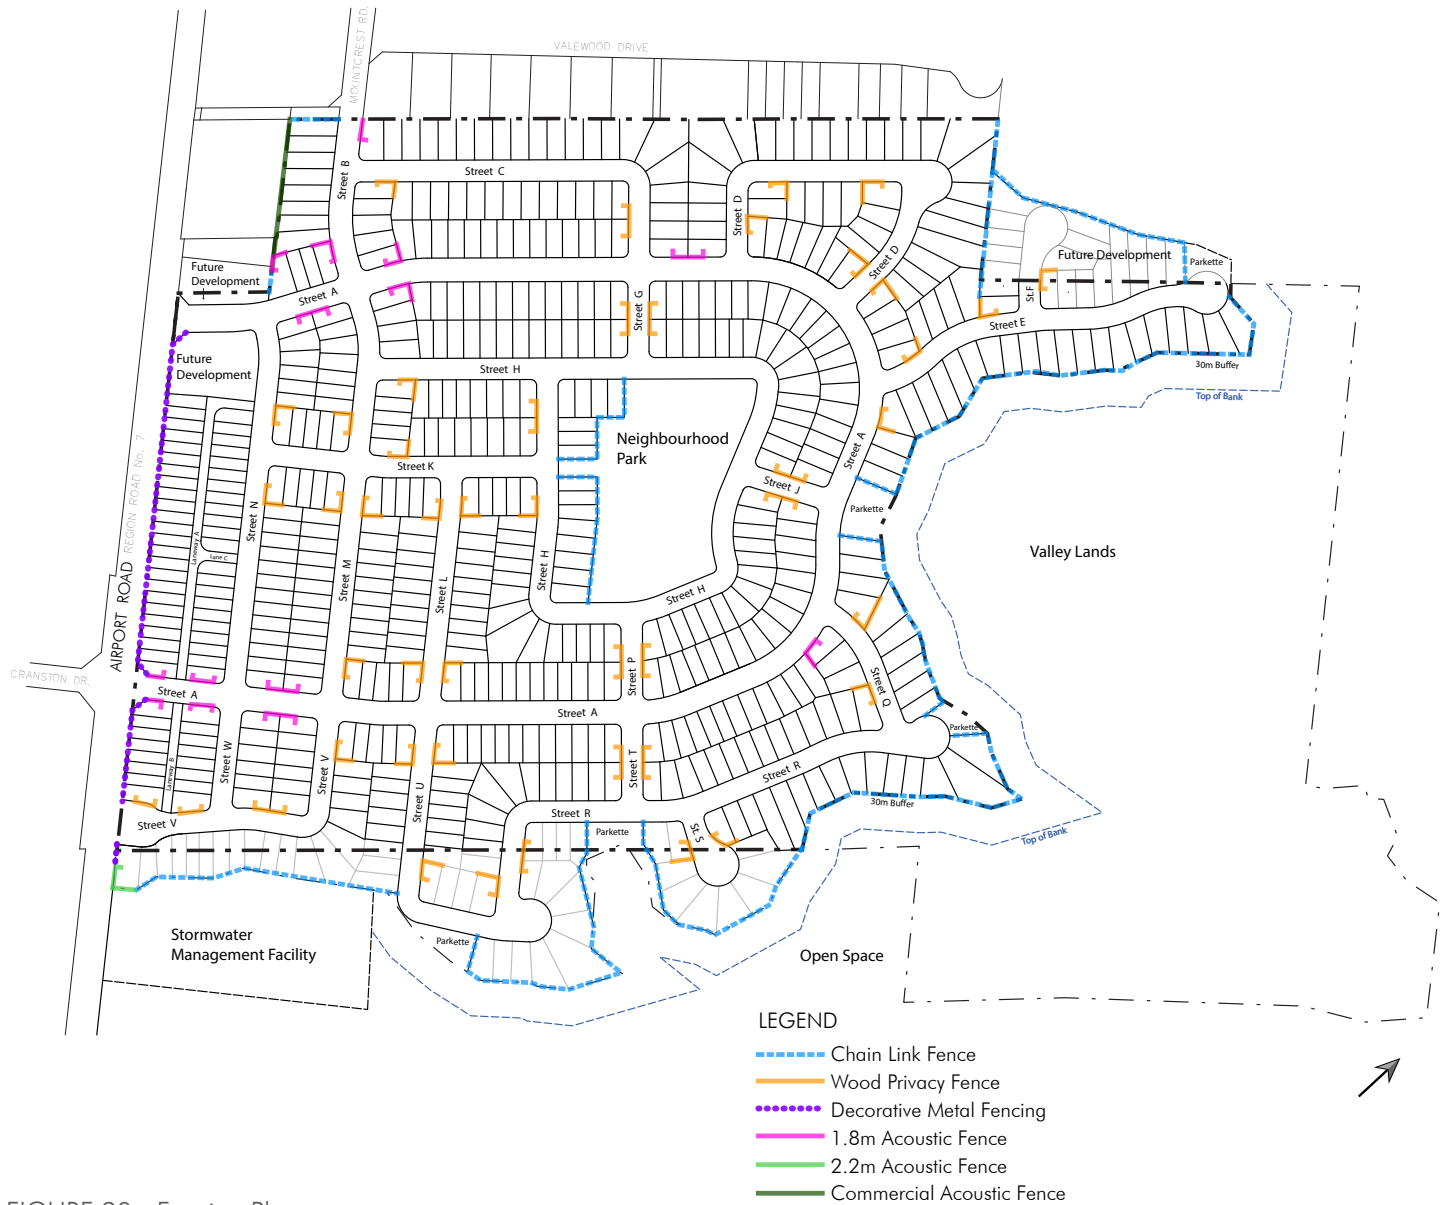 VALEWOOD DRIVE
MOKINTCREST RD.
Street B
Street C
Street D
Future
Development
Street D
Future Development
Parkette
Street A
Street G
St.F
Street E
Future
Development
Street H
30m Buffer
Top of Bank
Neighbourhood
Park
Street A
Street K
Street J
AIRPORT ROAD REGION ROAD No. 7
Street N
Parkette
Laneway A
Lane C
Valley Lands
Street M
Street L
Street H
Street H
CRANSTON DR.
Street P
Street Q
Street A
Street A
Parkette
Street W
Street V
Laneway B
Street U
Street T
Street R
30m Buffer
Street R
Street V
Parkette
St. S
Top of Bank
Stormwater
Management Facility
Parkette
Open Space
LEGEND
Chain Link Fence
Wood Privacy Fence
Decorative Metal Fencing
1.8m Acoustic Fence
2.2m Acoustic Fence
Commercial Acoustic Fence